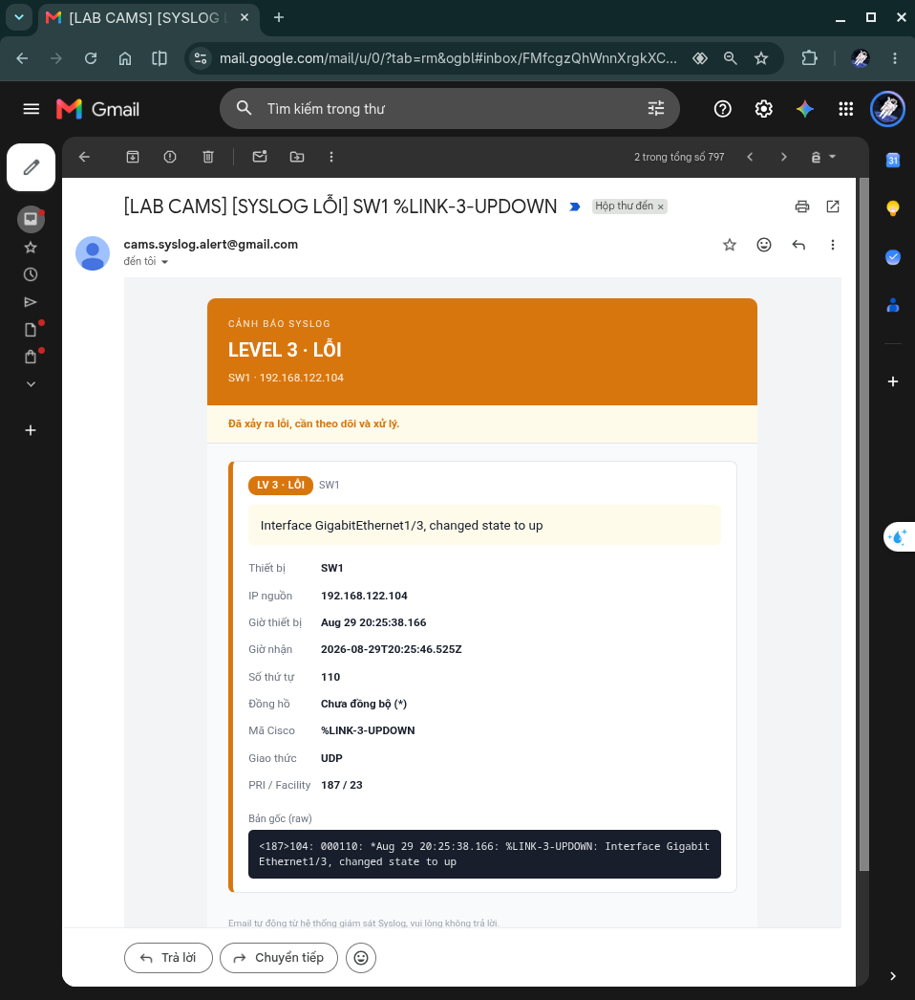 [LAB CAMS] [SYSLOG L
mail.google.com/mail/u/0/?tab=rm&ogbl#inbox/FMfcgzQhWnnXrgkXC...
Gmail
Tìm kiếm trong thư
2 trong tổng số 797
[LAB CAMS] [SYSLOG LỖI] SW1 %LINK-3-UPDOWN
Hộp thư đến ×
cams.syslog.alert@gmail.com
đến tôi
31
CẢNH BÁO SYSLOG
LEVEL 3 · LỖI
SW1 · 192.168.122.104
Đã xảy ra lỗi, cần theo dõi và xử lý.
LV 3 · LỖI SW1
Interface GigabitEthernet1/3, changed state to up
Thiết bị SW1
IP nguồn 192.168.122.104
Giờ thiết bị Aug 29 20:25:38.166
Giờ nhận 2026-08-29T20:25:46.525Z
Số thứ tự 110
Đồng hồ Chưa đồng bộ (*)
Mã Cisco %LINK-3-UPDOWN
Giao thức UDP
PRI / Facility 187 / 23
Bản gốc (raw)
<187>104: 000110: *Aug 29 20:25:38.166: %LINK-3-UPDOWN: Interface Gigabit
Ethernet1/3, changed state to up
Email tự động từ hệ thống giám sát Syslog, vui lòng không trả lời.
Trả lời
Chuyển tiếp